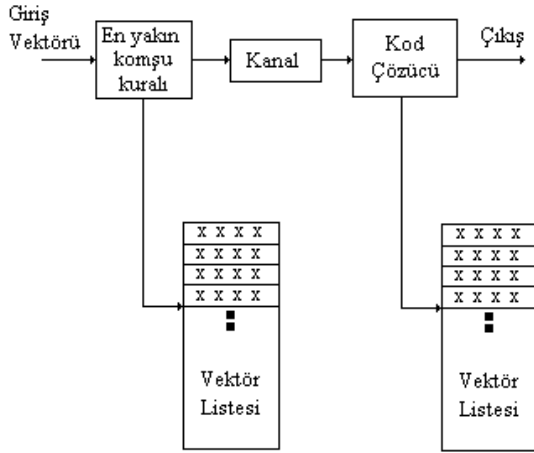 Giriş
Vektörü
En yakın
komşu
kuralı
Kanal
Kod
Çözücü
Çıkış
x x x x
x x x x
x x x x
x x x x
Vektör
Listesi
x x x x
x x x x
x x x x
x x x x
Vektör
Listesi